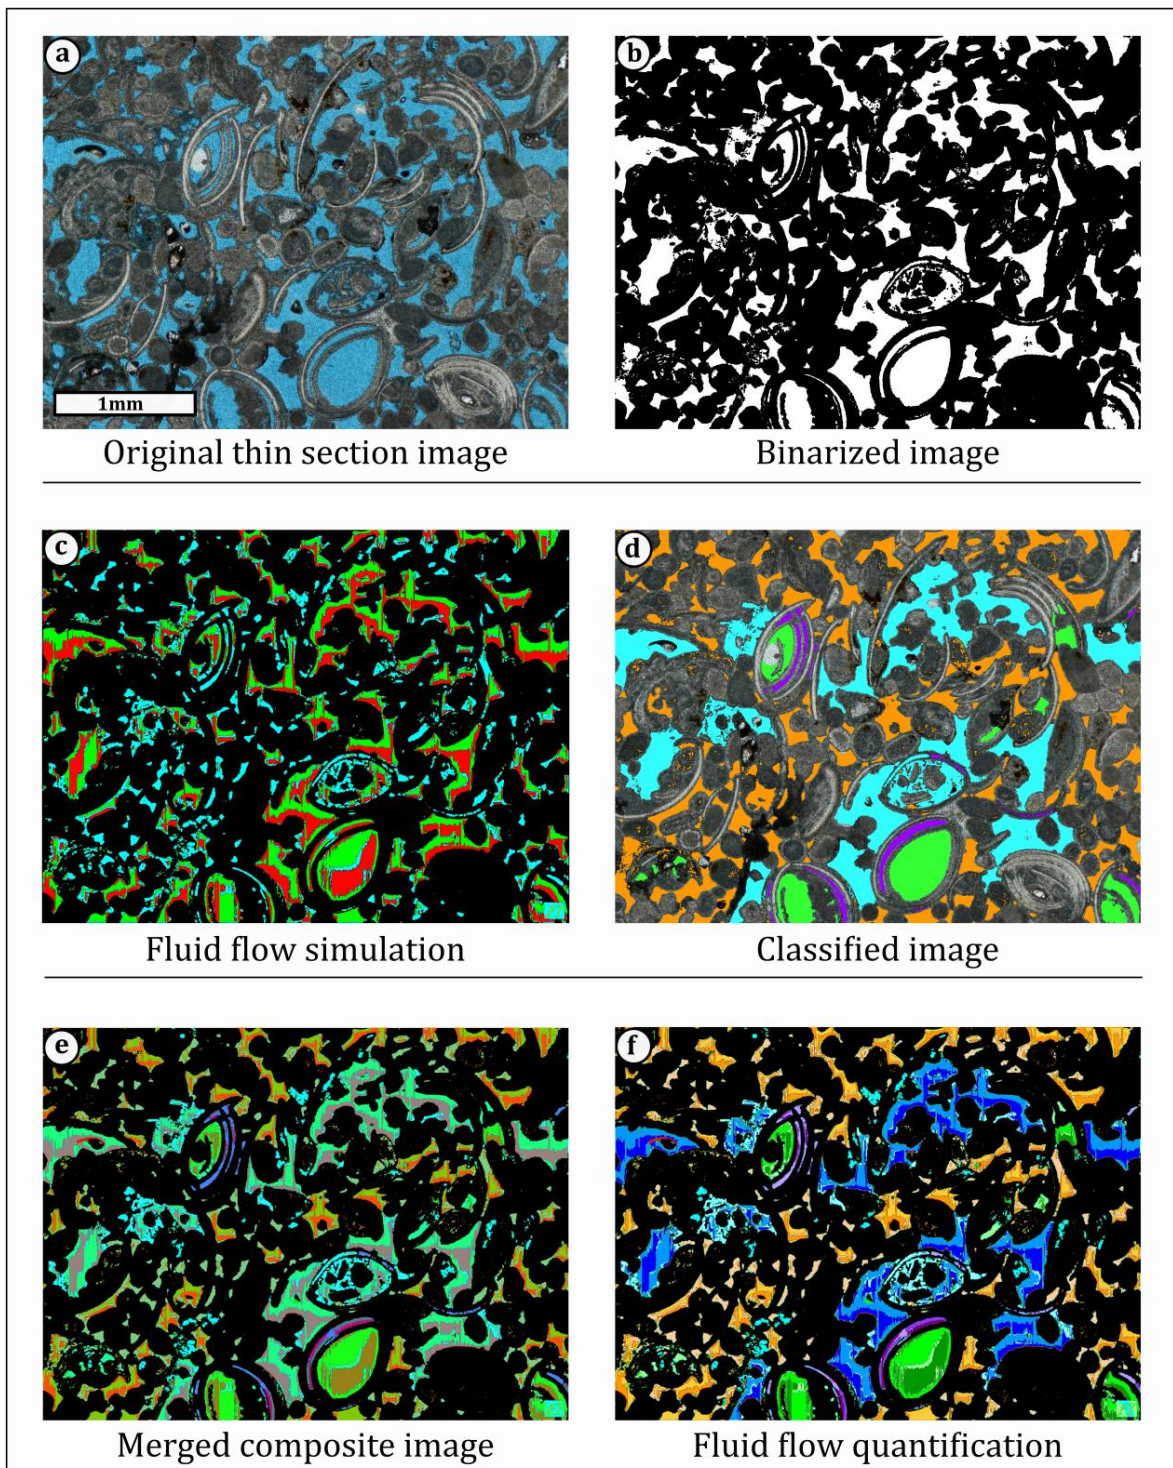 a
b
1mm
Original thin section image
Binarized image
c
d
Fluid flow simulation
Classified image
e
f
Merged composite image
Fluid flow quantification